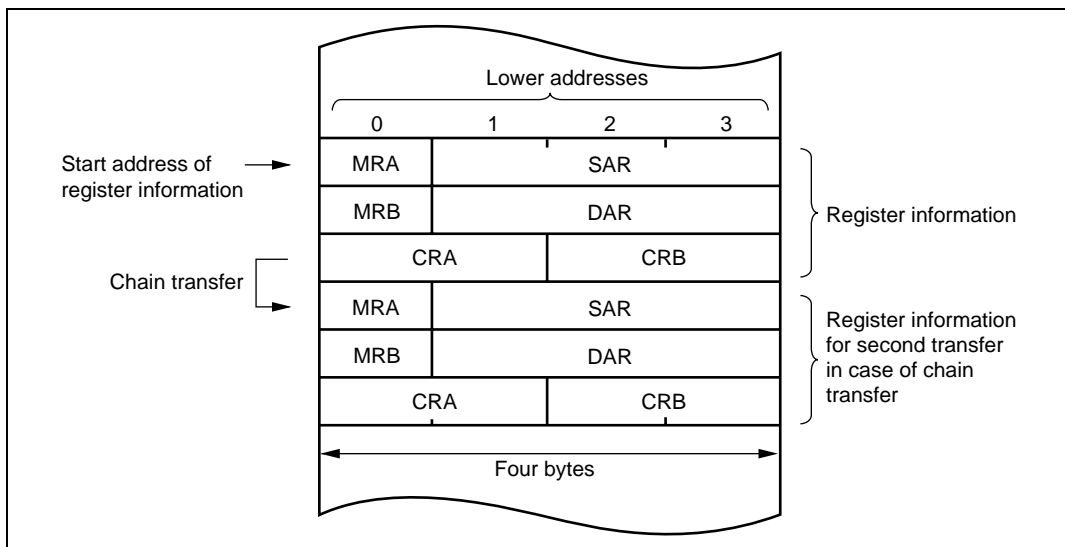 Lower addresses
0 1 2 3
Start address of
register information
MRA SAR
MRB DAR
CRA CRB
Register information
Chain transfer
MRA SAR
MRB DAR
CRA CRB
Register information
for second transfer
in case of chain
transfer
Four bytes